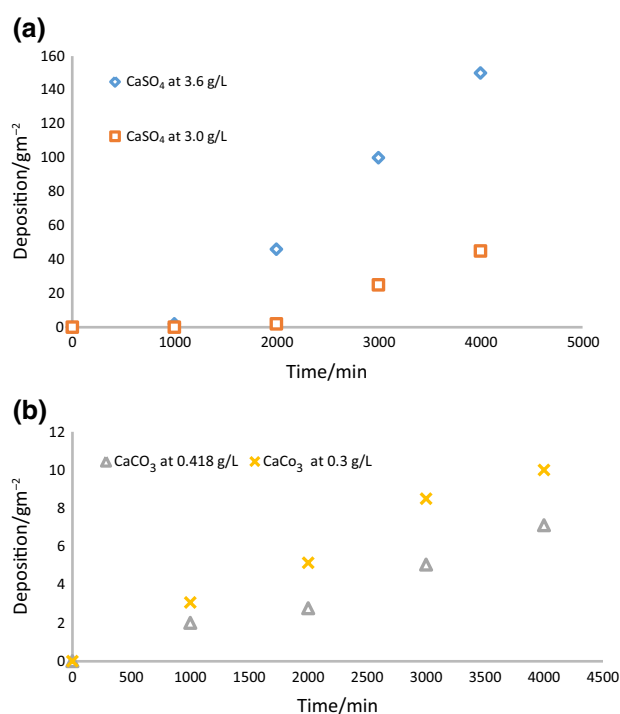 (a)
160
140
120
100
80
60
40
20
0
Deposition/gm⁻²
CaSO₄ at 3.6 g/L
CaSO₄ at 3.0 g/L
0 1000 2000 3000 4000 5000
Time/min
(b)
12
10
8
6
4
2
0
Deposition/gm⁻²
CaCO₃ at 0.418 g/L CaCo₃ at 0.3 g/L
0 500 1000 1500 2000 2500 3000 3500 4000 4500
Time/min